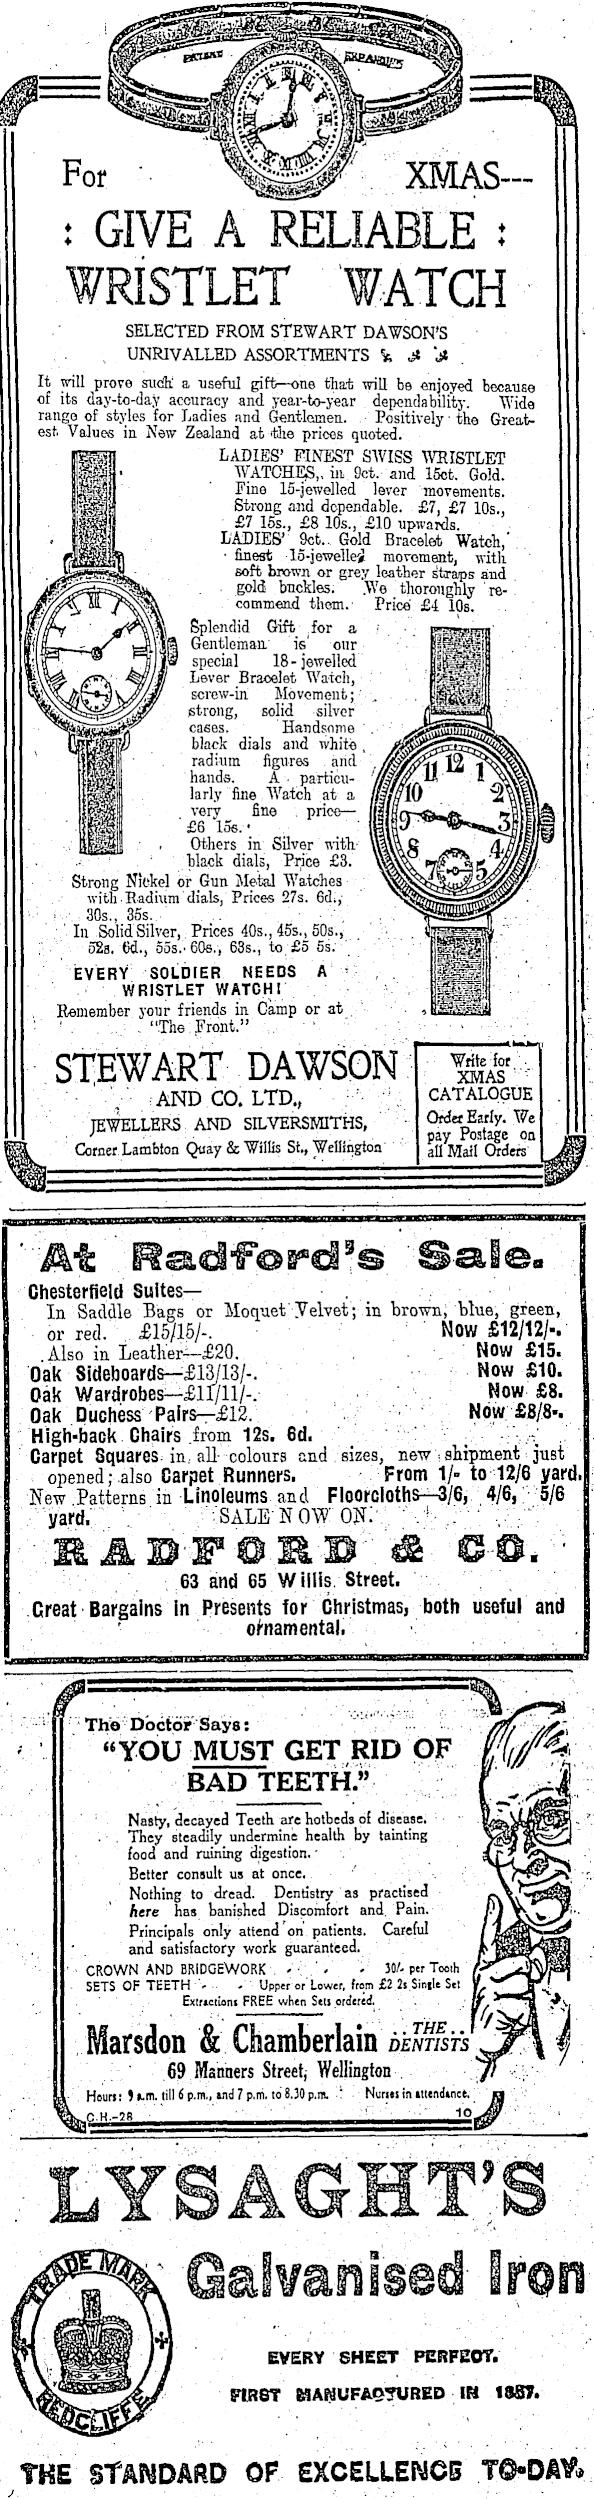 PATENT EXPANDING
For XMAS---
: GIVE A RELIABLE :
WRISTLET WATCH
SELECTED FROM STEWART DAWSON'S
UNRIVALLED ASSORTMENTS
It will prove such a useful gift—one that will be enjoyed because
of its day-to-day accuracy and year-to-year dependability. Wide
range of styles for Ladies and Gentlemen. Positively the Great-
est Values in New Zealand at the prices quoted.
LADIES' FINEST SWISS WRISTLET
WATCHES, in 9ct. and 15ct. Gold.
Fine 15-jewelled lever movements.
Strong and dependable. £7, £7 10s.,
£7 15s., £8 10s., £10 upwards.
LADIES' 9ct. Gold Bracelet Watch,
finest 15-jewelled movement, with
soft brown or grey leather straps and
gold buckles. We thoroughly re-
commend them. Price £4 10s.
Splendid Gift for a
Gentleman is our
special 18-jewelled
Lever Bracelet Watch,
screw-in Movement;
strong, solid silver
cases. Handsome
black dials and white
radium figures and
hands. A particu-
larly fine Watch at a
very fine price—
£6 15s.
Others in Silver with
black dials, Price £3.
Strong Nickel or Gun Metal Watches
with Radium dials, Prices 27s. 6d.,
30s., 35s.
In Solid Silver, Prices 40s., 45s., 50s.,
52s. 6d., 55s. 60s., 63s., to £5 5s.
EVERY SOLDIER NEEDS A
WRISTLET WATCH!
Remember your friends in Camp or at
"The Front."
STEWART DAWSON
AND CO. LTD.,
JEWELLERS AND SILVERSMITHS,
Corner Lambton Quay & Willis St., Wellington
Write for
XMAS
CATALOGUE
Order Early. We
pay Postage on
all Mail Orders
At Radford's Sale.
Chesterfield Suites—
In Saddle Bags or Moquet Velvet; in brown, blue, green,
or red. £15/15/-. Now £12/12/-.
Also in Leather—£20. Now £15.
Oak Sideboards—£13/13/-. Now £10.
Oak Wardrobes—£11/11/-. Now £8.
Oak Duchess Pairs—£12. Now £8/8-.
High-back Chairs from 12s. 6d.
Carpet Squares in all colours and sizes, new shipment just
opened; also Carpet Runners. From 1/- to 12/6 yard.
New Patterns in Linoleums and Floorcloths—3/6, 4/6, 5/6
yard. SALE NOW ON.
RADFORD & CO.
63 and 65 Willis Street.
Great Bargains in Presents for Christmas, both useful and
ornamental.
The Doctor Says:
"YOU MUST GET RID OF
BAD TEETH."
Nasty, decayed Teeth are hotbeds of disease.
They steadily undermine health by tainting
food and ruining digestion.
Better consult us at once.
Nothing to dread. Dentistry as practised
here has banished Discomfort and Pain.
Principals only attend on patients. Careful
and satisfactory work guaranteed.
CROWN AND BRIDGEWORK - - - 30/- per Tooth
SETS OF TEETH - - Upper or Lower, from £2 2s Single Set
Extractions FREE when Sets ordered.
Marsdon & Chamberlain ..THE.. DENTISTS
69 Manners Street, Wellington
Hours: 9 a.m. till 6 p.m., and 7 p.m. to 8.30 p.m. Nurses in attendance.
C.H.-28 10
LYSAGHT'S
Galvanised Iron
TRADE MARK
REDCLIFFE
EVERY SHEET PERFECT.
FIRST MANUFACTURED IN 1857.
THE STANDARD OF EXCELLENCE TO-DAY.